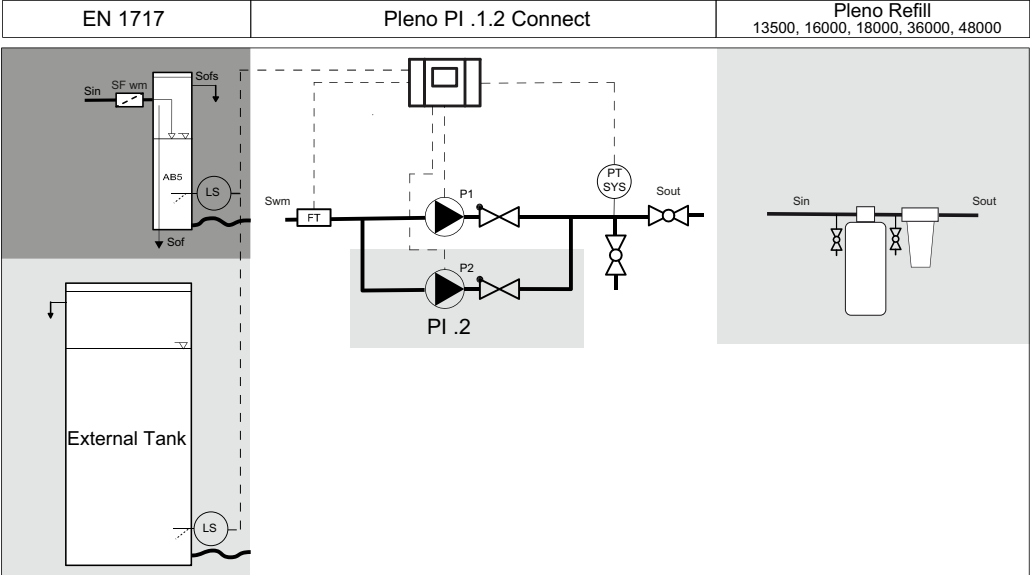 EN 1717
Pleno PI .1.2 Connect
Pleno Refill
13500, 16000, 18000, 36000, 48000
Sin
SF wm
Sofs
AB5
LS
Sof
External Tank
LS
Swm
FT
P1
P2
PI .2
PT
SYS
Sout
Sin
Sout